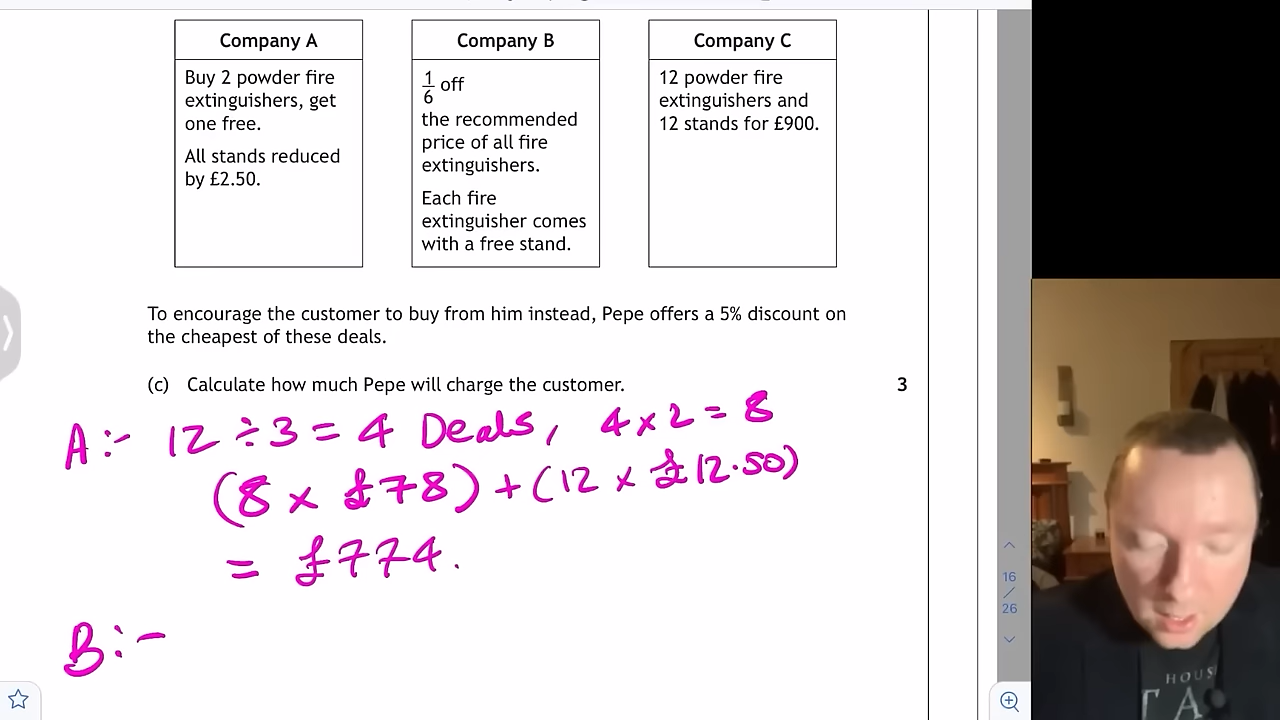 Company A
Buy 2 powder fire
extinguishers, get
one free.
All stands reduced
by £2.50.
Company B
1/6 off
the recommended
price of all fire
extinguishers.
Each fire
extinguisher comes
with a free stand.
Company C
12 powder fire
extinguishers and
12 stands for £900.
To encourage the customer to buy from him instead, Pepe offers a 5% discount on
the cheapest of these deals.
(c) Calculate how much Pepe will charge the customer. 3
A:- 12 ÷ 3 = 4 Deals, 4 x 2 = 8
(8 x £78) + (12 x £12.50)
= £774.
B:-
16
/
26
HOUS